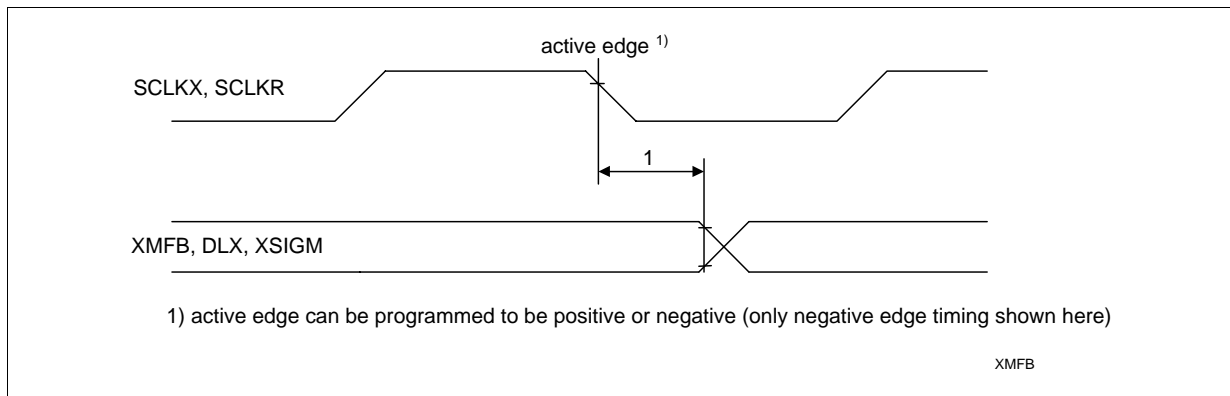 active edge 1)
SCLKX, SCLKR
1
XMFB, DLX, XSIGM
1) active edge can be programmed to be positive or negative (only negative edge timing shown here)
XMFB